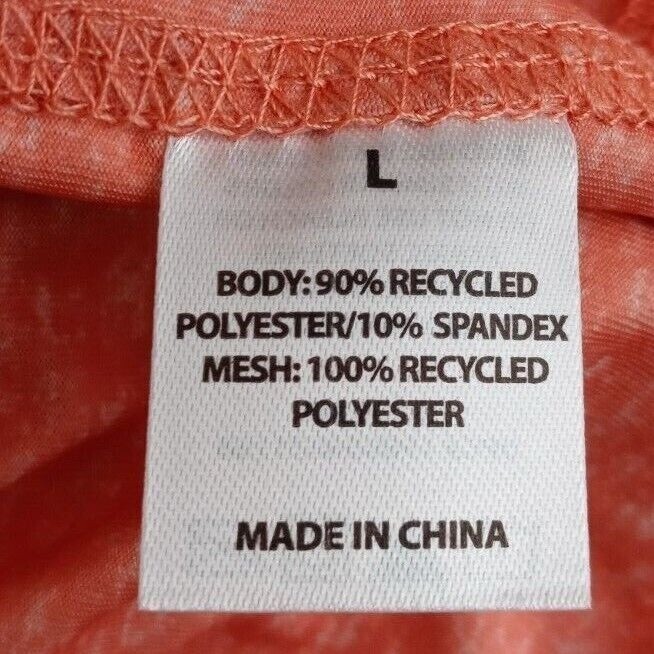 L
BODY: 90% RECYCLED
POLYESTER/10% SPANDEX
MESH: 100% RECYCLED
POLYESTER
MADE IN CHINA